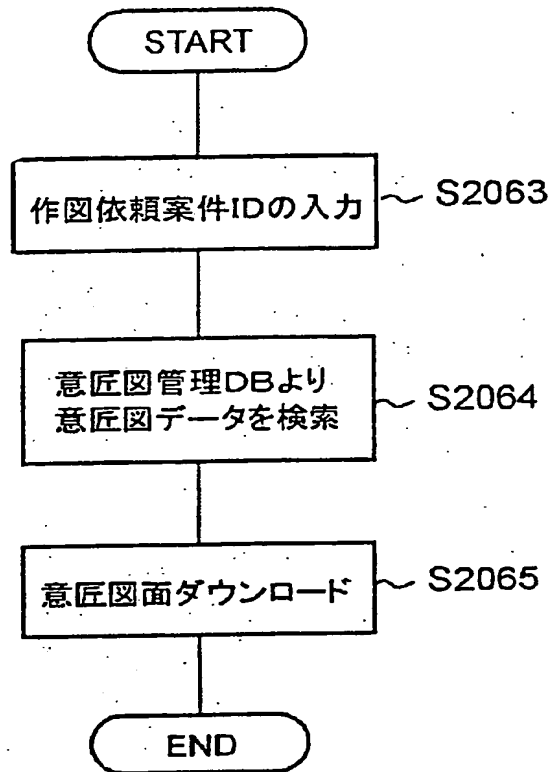 START
作図依頼案件IDの入力
S2063
意匠図管理DBより
意匠図データを検索
S2064
意匠図面ダウンロード
S2065
END